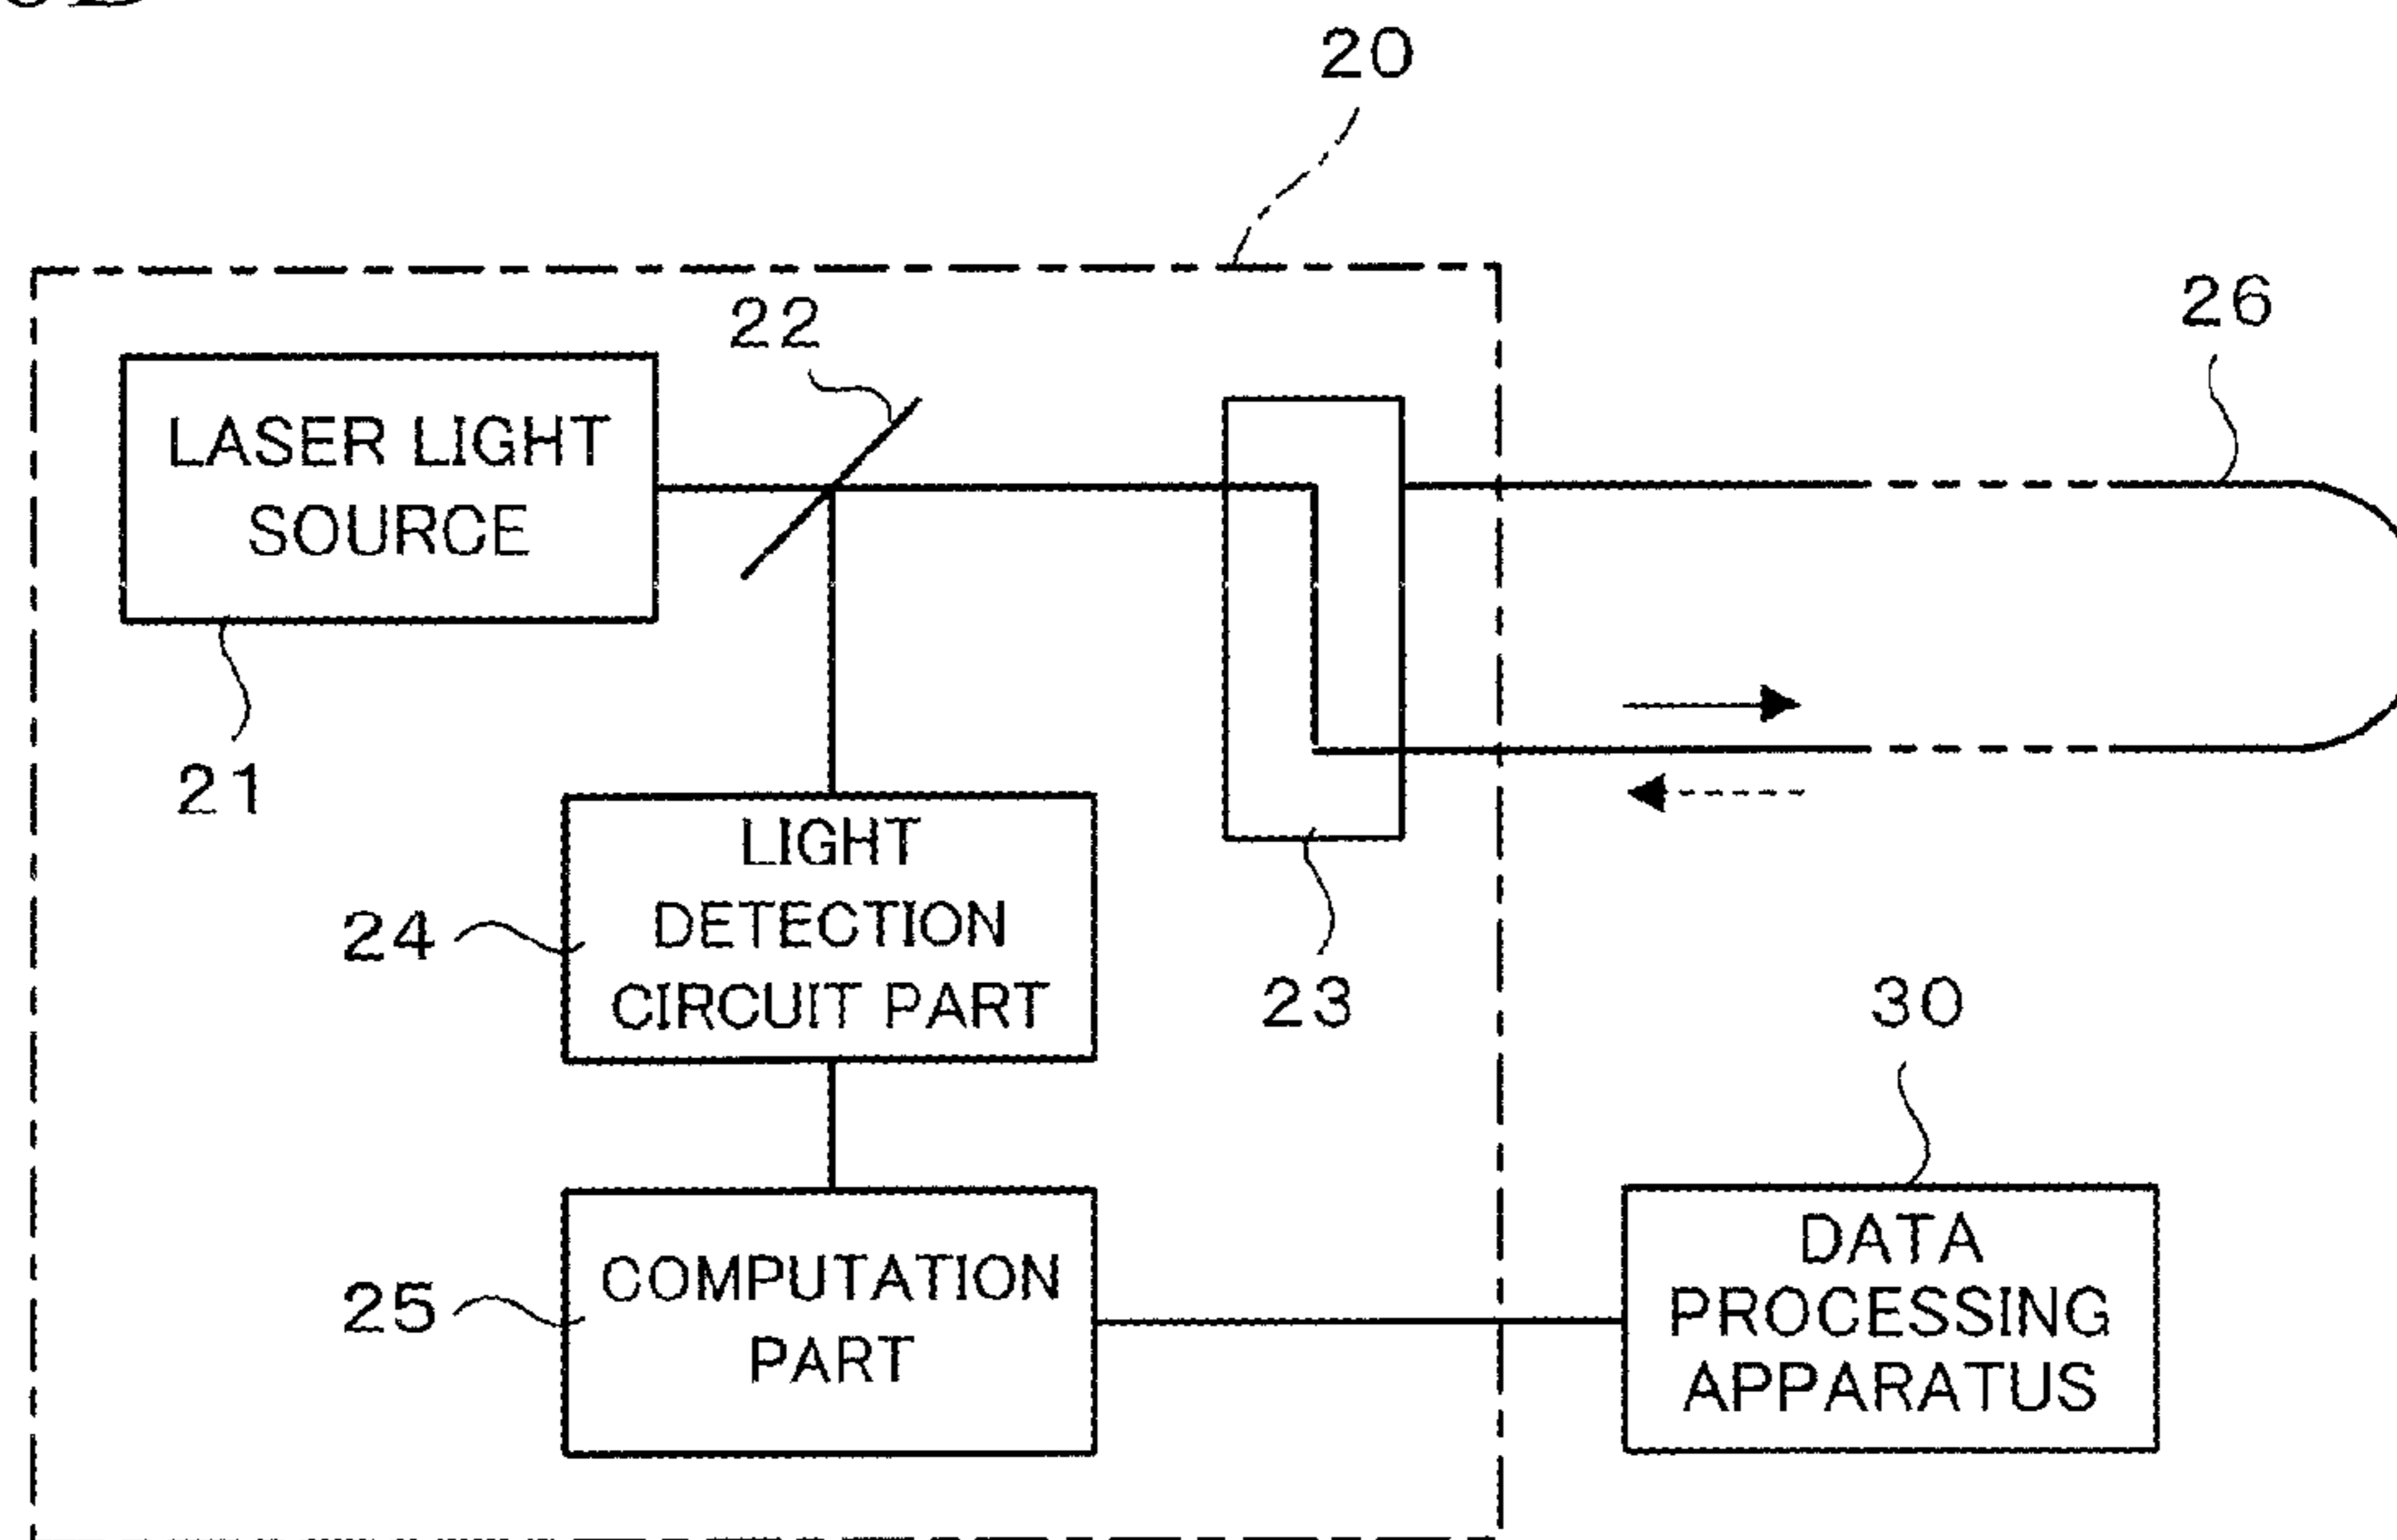 20
22
26
LASER LIGHT
SOURCE
21
LIGHT
DETECTION
CIRCUIT PART
24
23
30
COMPUTATION
PART
25
DATA
PROCESSING
APPARATUS